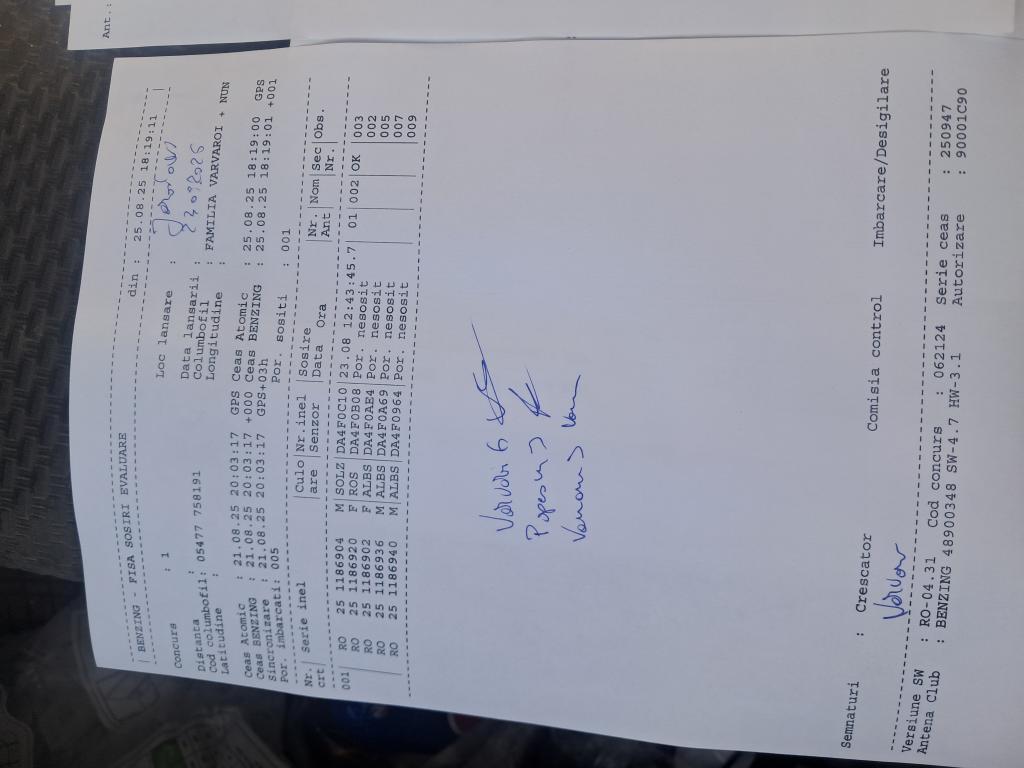 Ant.:
BENZING - FISA SOSIRI EVALUARE din : 25.08.25 18:19:11
Concurs : 1 Loc lansare :
Distanta : Data lansarii : 23082025
Cod columbofil: 05477 758191 Columbofil : FAMILIA VARVAROI + NUN
Latitudine : Longitudine :
Ceas Atomic : 21.08.25 20:03:17 GPS Ceas Atomic : 25.08.25 18:19:00 GPS
Ceas BENZING : 21.08.25 20:03:17 +000 Ceas BENZING : 25.08.25 18:19:01 +001
Sincronizare : 21.08.25 20:03:17 GPS+03h
Por. imbarcati: 005 Por. sositi : 001
Nr. | Serie inel | Culo | Nr inel | Sosire | Nr. | Nom | Sec | Obs.
crt | | are | Senzor | Data Ora | Ant | | Nr. |
001 RO 25 1186904 M SOLZ DA4F0C10 23.08 12:43:45.7 01 002 OK 003
RO 25 1186920 F ROS DA4F0B08 Por. nesosit 002
RO 25 1186902 F ALBS DA4F0AE4 Por. nesosit 005
RO 25 1186936 M ALBS DA4F0A69 Por. nesosit 007
RO 25 1186940 M ALBS DA4F0964 Por. nesosit 009
Semnaturi : Crescator Comisia control Imbarcare/Desigilare
Versiune SW : RO-04.31 Cod concurs : 062124 Serie ceas : 250947
Antena Club : BENZING 48900348 SW-4.7 HW-3.1 Autorizare : 90001C90